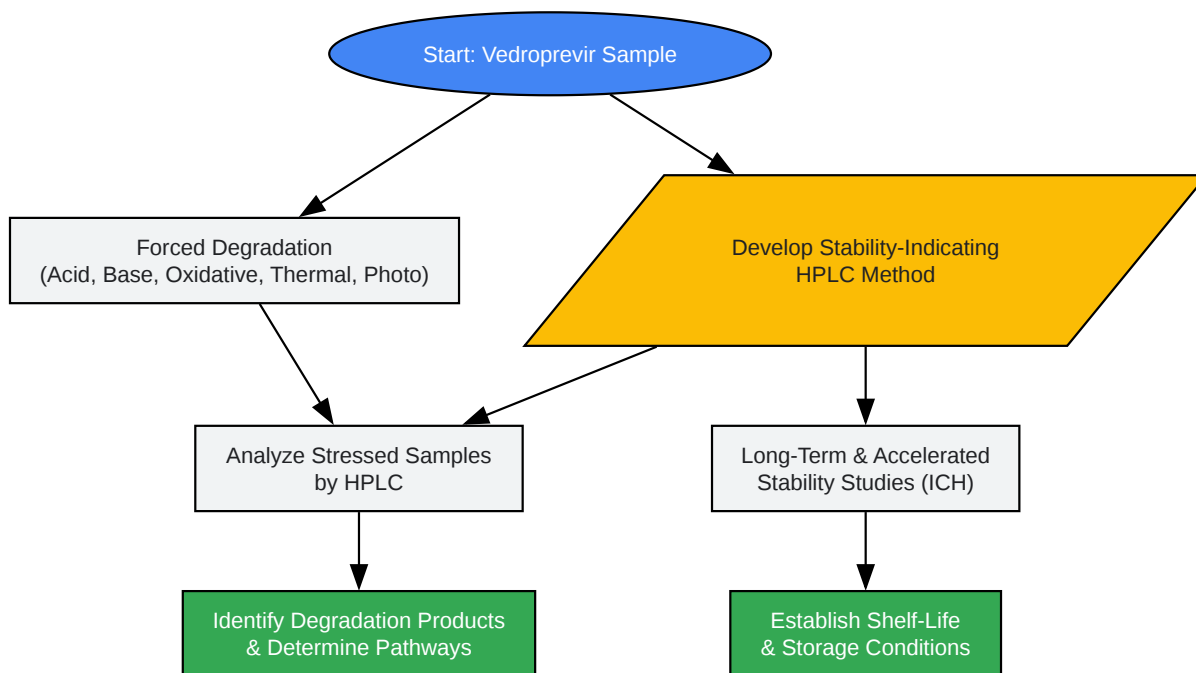 Start: Vedroprevir Sample
Forced Degradation
(Acid, Base, Oxidative, Thermal, Photo)
Develop Stability-Indicating
HPLC Method
Analyze Stressed Samples
by HPLC
Long-Term & Accelerated
Stability Studies (ICH)
Identify Degradation Products
& Determine Pathways
Establish Shelf-Life
& Storage Conditions